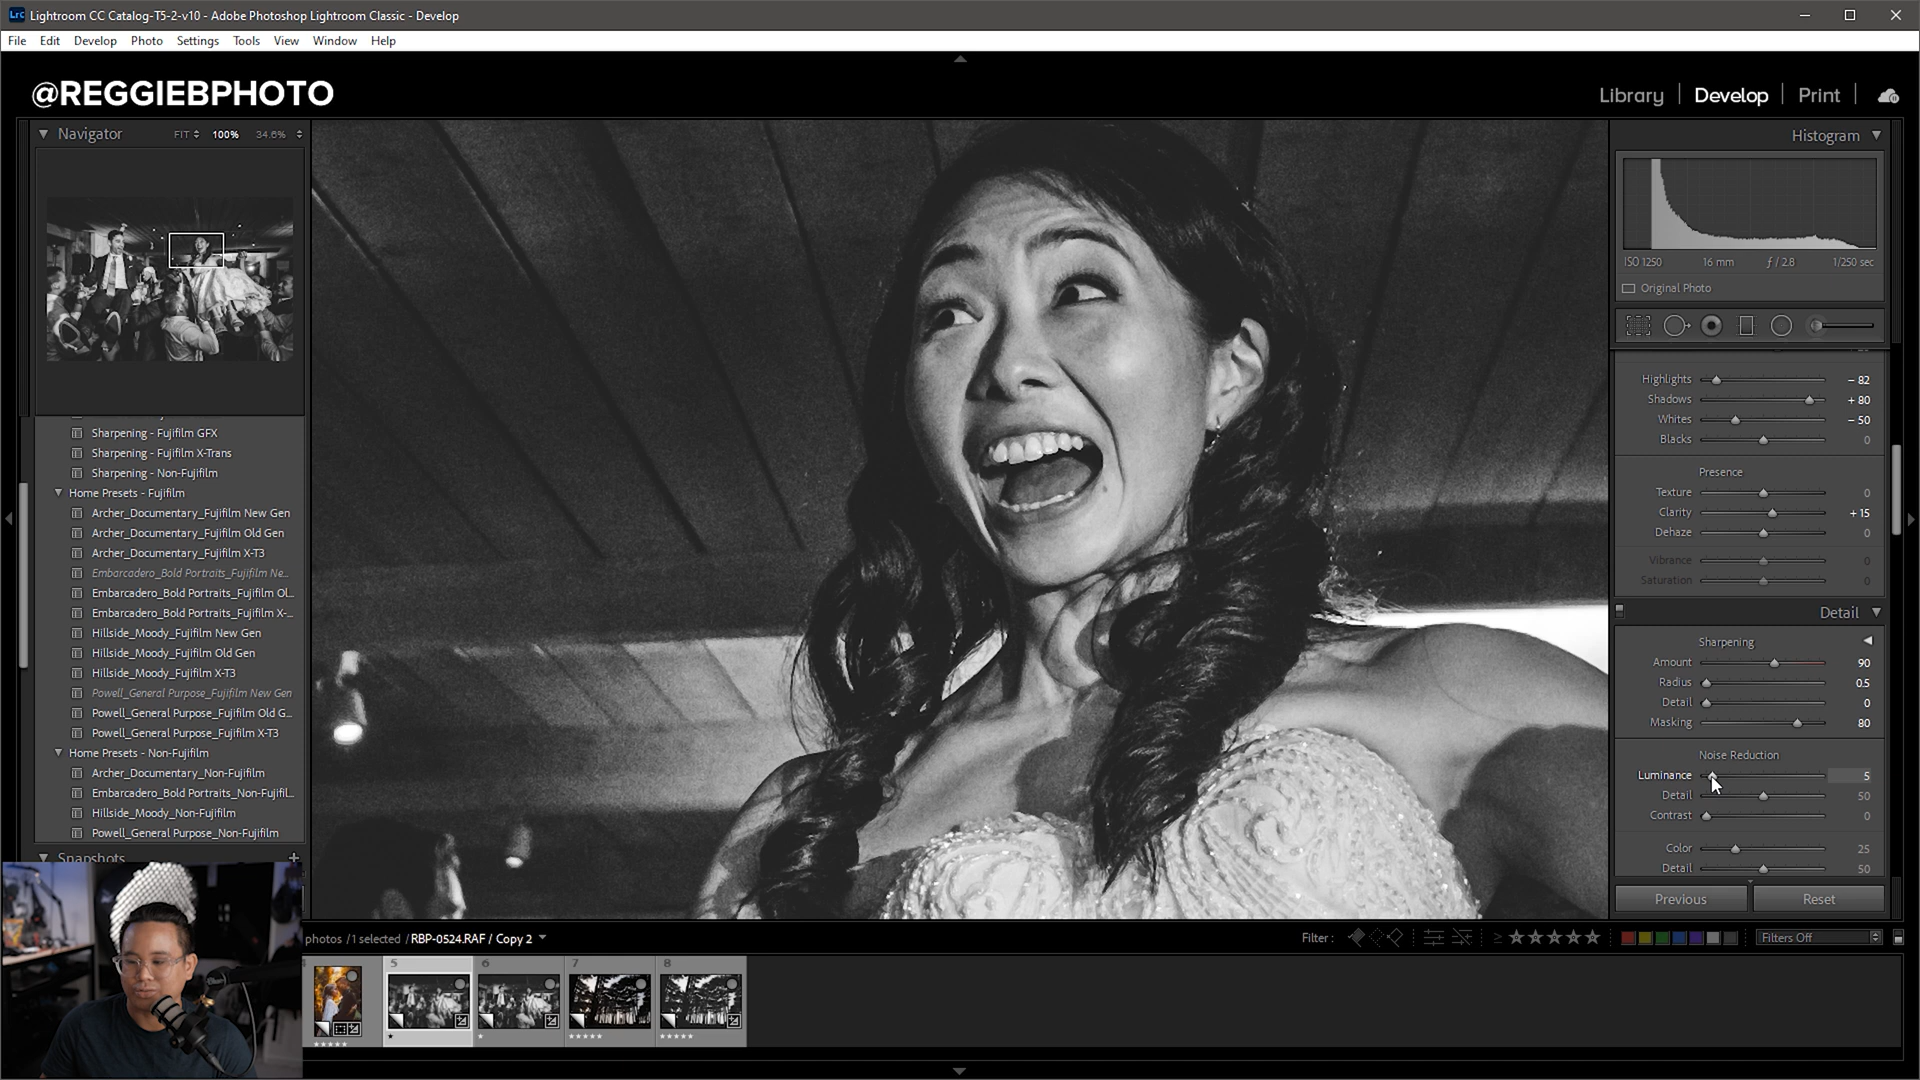 Lightroom CC Catalog-T5-2-v10 - Adobe Photoshop Lightroom Classic - Develop
File Edit Develop Photo Settings Tools View Window Help
@REGGIEBPHOTO
Library | Develop | Print |
Navigator FIT 100% 34.6%
Sharpening - Fujifilm GFX
Sharpening - Fujifilm X-Trans
Sharpening - Non-Fujifilm
Home Presets - Fujifilm
Archer_Documentary_Fujifilm New Gen
Archer_Documentary_Fujifilm Old Gen
Archer_Documentary_Fujifilm X-T3
Embarcadero_Bold Portraits_Fujifilm Ne...
Embarcadero_Bold Portraits_Fujifilm Ol...
Embarcadero_Bold Portraits_Fujifilm X-...
Hillside_Moody_Fujifilm New Gen
Hillside_Moody_Fujifilm Old Gen
Hillside_Moody_Fujifilm X-T3
Powell_General Purpose_Fujifilm New Gen
Powell_General Purpose_Fujifilm Old G...
Powell_General Purpose_Fujifilm X-T3
Home Presets - Non-Fujifilm
Archer_Documentary_Non-Fujifilm
Embarcadero_Bold Portraits_Non-Fujifil...
Hillside_Moody_Non-Fujifilm
Powell_General Purpose_Non-Fujifilm
Snapshots +
Histogram
ISO 1250 16 mm ƒ / 2.8 1/250 sec
Original Photo
Highlights – 82
Shadows + 80
Whites – 50
Blacks 0
Presence
Texture 0
Clarity + 15
Dehaze 0
Vibrance 0
Saturation 0
Detail
Sharpening
Amount 90
Radius 0.5
Detail 0
Masking 80
Noise Reduction
Luminance 5
Detail 50
Contrast 0
Color 25
Detail 50
Previous Reset
photos / 1 selected / RBP-0524.RAF / Copy 2
Filter : ≥ Filters Off
5 6 7 8